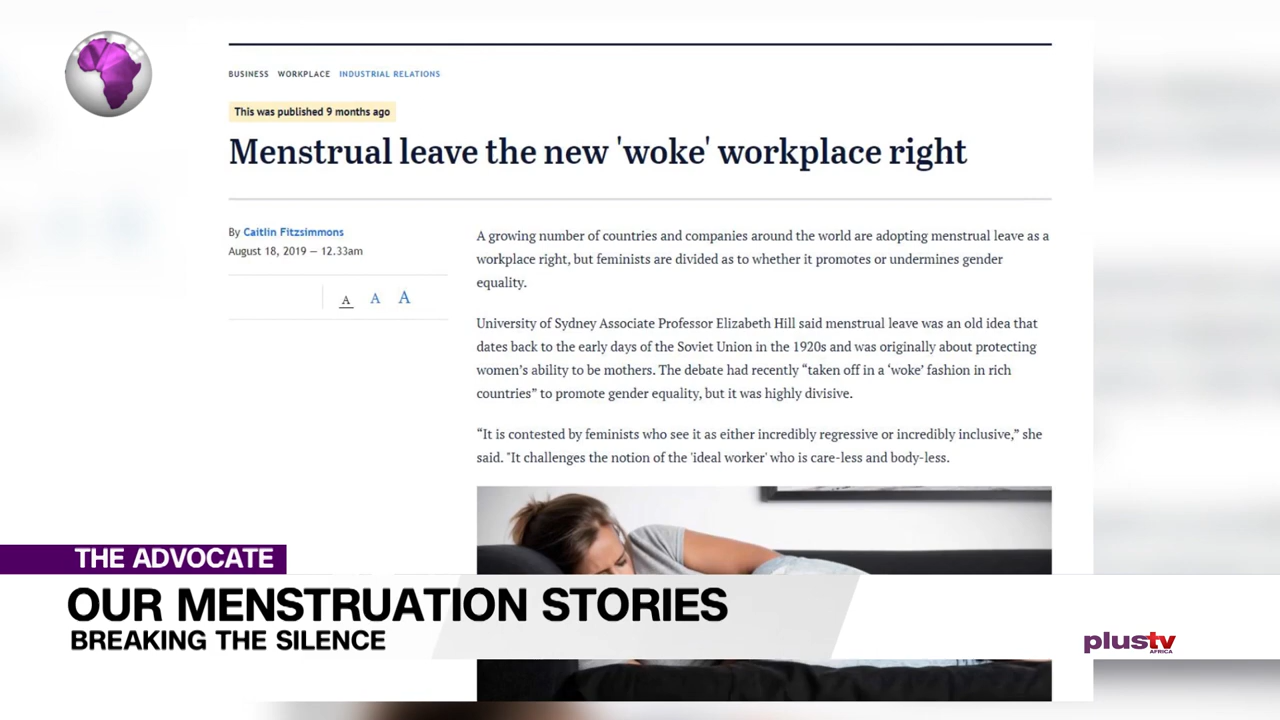 BUSINESS WORKPLACE INDUSTRIAL RELATIONS
This was published 9 months ago
Menstrual leave the new 'woke' workplace right
By Caitlin Fitzsimmons
August 18, 2019 — 12.33am
A A A
A growing number of countries and companies around the world are adopting menstrual leave as a
workplace right, but feminists are divided as to whether it promotes or undermines gender
equality.
University of Sydney Associate Professor Elizabeth Hill said menstrual leave was an old idea that
dates back to the early days of the Soviet Union in the 1920s and was originally about protecting
women’s ability to be mothers. The debate had recently “taken off in a ‘woke’ fashion in rich
countries” to promote gender equality, but it was highly divisive.
“It is contested by feminists who see it as either incredibly regressive or incredibly inclusive,” she
said. "It challenges the notion of the 'ideal worker' who is care-less and body-less.
THE ADVOCATE
OUR MENSTRUATION STORIES
BREAKING THE SILENCE
plustv
AFRICA